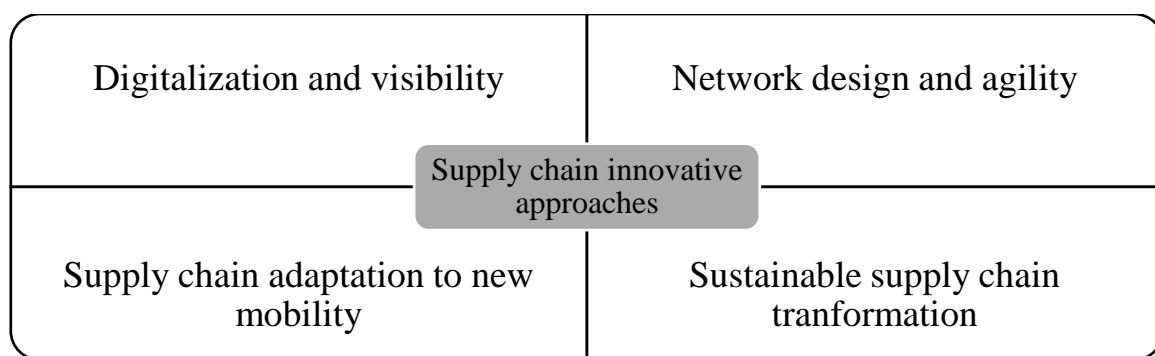 Digitalization and visibility
Network design and agility
Supply chain innovative
approaches
Supply chain adaptation to new
mobility
Sustainable supply chain
tranformation